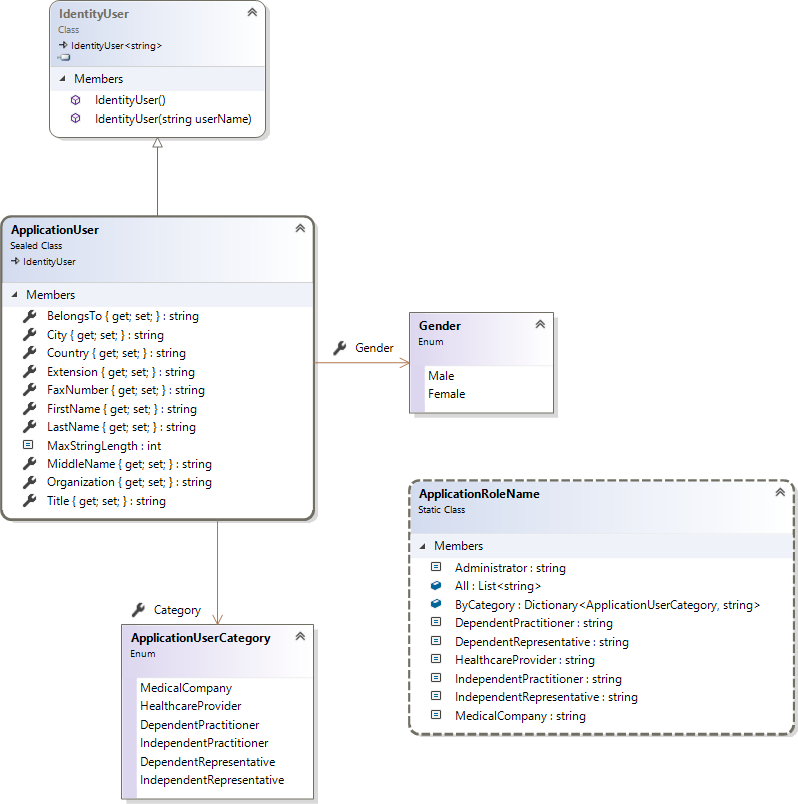 IdentityUser
Class
IdentityUser<string>
Members
IdentityUser()
IdentityUser(string userName)
ApplicationUser
Sealed Class
IdentityUser
Members
BelongsTo { get; set; } : string
City { get; set; } : string
Country { get; set; } : string
Extension { get; set; } : string
FaxNumber { get; set; } : string
FirstName { get; set; } : string
LastName { get; set; } : string
MaxStringLength : int
MiddleName { get; set; } : string
Organization { get; set; } : string
Title { get; set; } : string
Gender
Gender
Enum
Male
Female
ApplicationRoleName
Static Class
Members
Administrator : string
All : List<string>
ByCategory : Dictionary<ApplicationUserCategory, string>
DependentPractitioner : string
DependentRepresentative : string
HealthcareProvider : string
IndependentPractitioner : string
IndependentRepresentative : string
MedicalCompany : string
Category
ApplicationUserCategory
Enum
MedicalCompany
HealthcareProvider
DependentPractitioner
IndependentPractitioner
DependentRepresentative
IndependentRepresentative